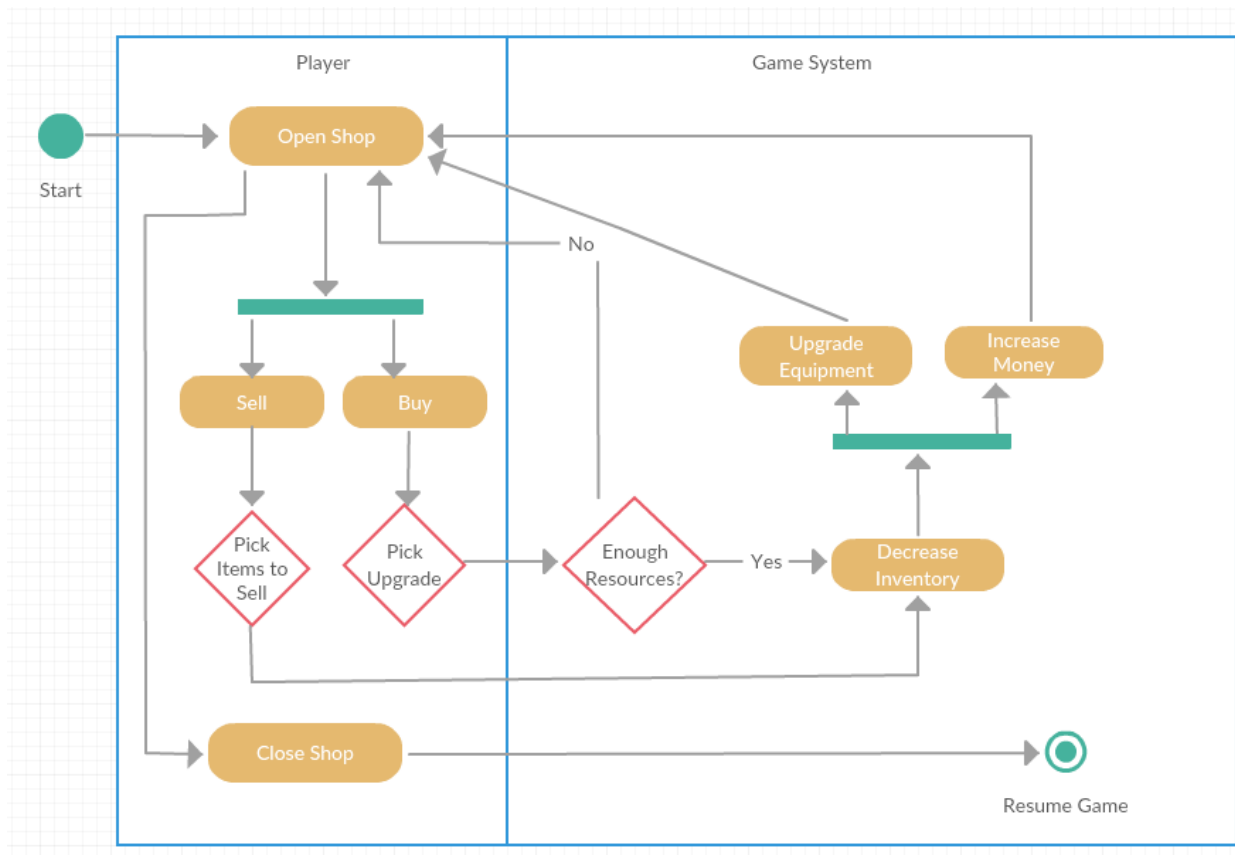 Player
Game System
Open Shop
Start
No
Upgrade
Equipment
Increase
Money
Sell
Buy
Pick
Items to
Sell
Pick
Upgrade
Enough
Resources?
Yes
Decrease
Inventory
Close Shop
Resume Game